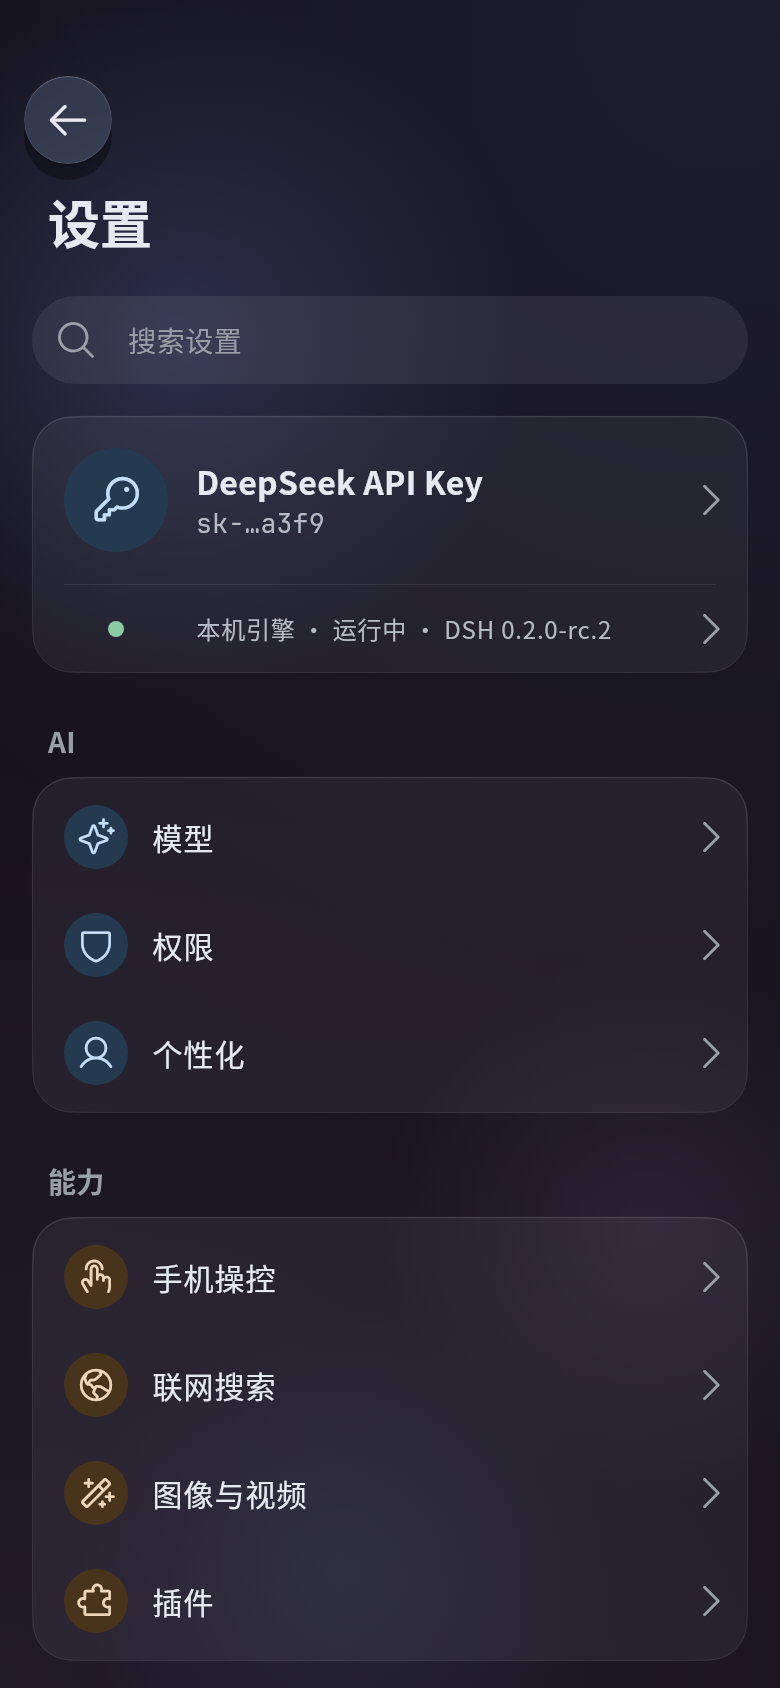 设置
搜索设置
DeepSeek API Key
sk-…a3f9
本机引擎 · 运行中 · DSH 0.2.0-rc.2
AI
模型
权限
个性化
能力
手机操控
联网搜索
图像与视频
插件